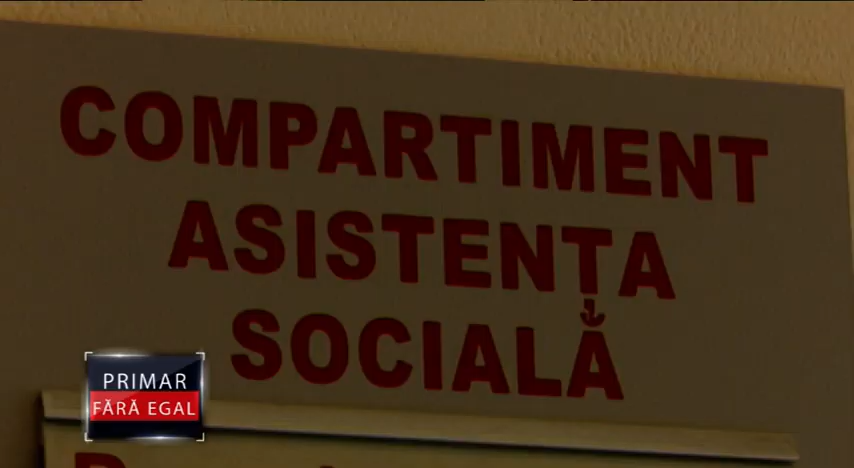 COMPARTIMENT
ASISTENȚA
SOCIALĂ
PRIMAR
FĂRĂ EGAL